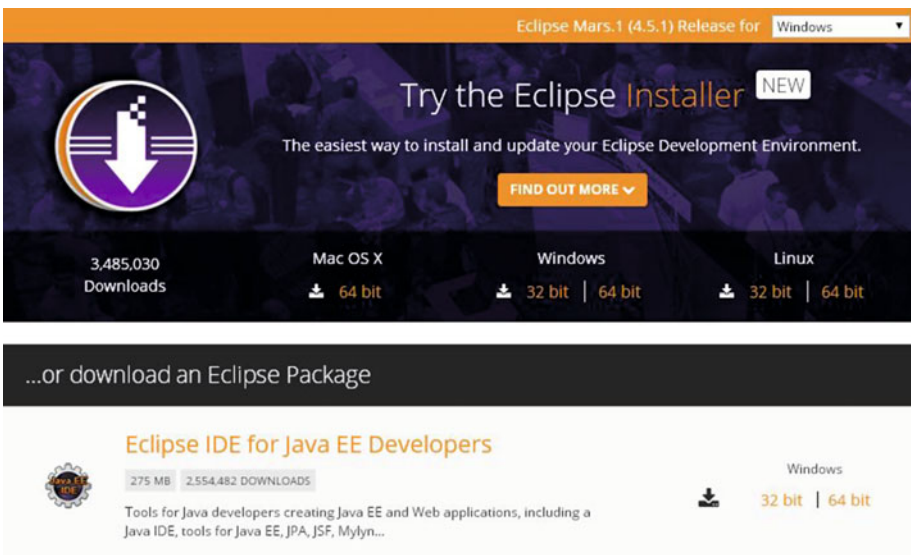 Eclipse Mars.1 (4.5.1) Release for Windows
Try the Eclipse Installer NEW
The easiest way to install and update your Eclipse Development Environment.
FIND OUT MORE
3,485,030
Downloads
Mac OS X
64 bit
Windows
32 bit | 64 bit
Linux
32 bit | 64 bit
...or download an Eclipse Package
Eclipse IDE for Java EE Developers
275 MB 2,554,482 DOWNLOADS
Tools for Java developers creating Java EE and Web applications, including a
Java IDE, tools for Java EE, JPA, JSF, Mylyn...
Java EE
IDE
Windows
32 bit | 64 bit